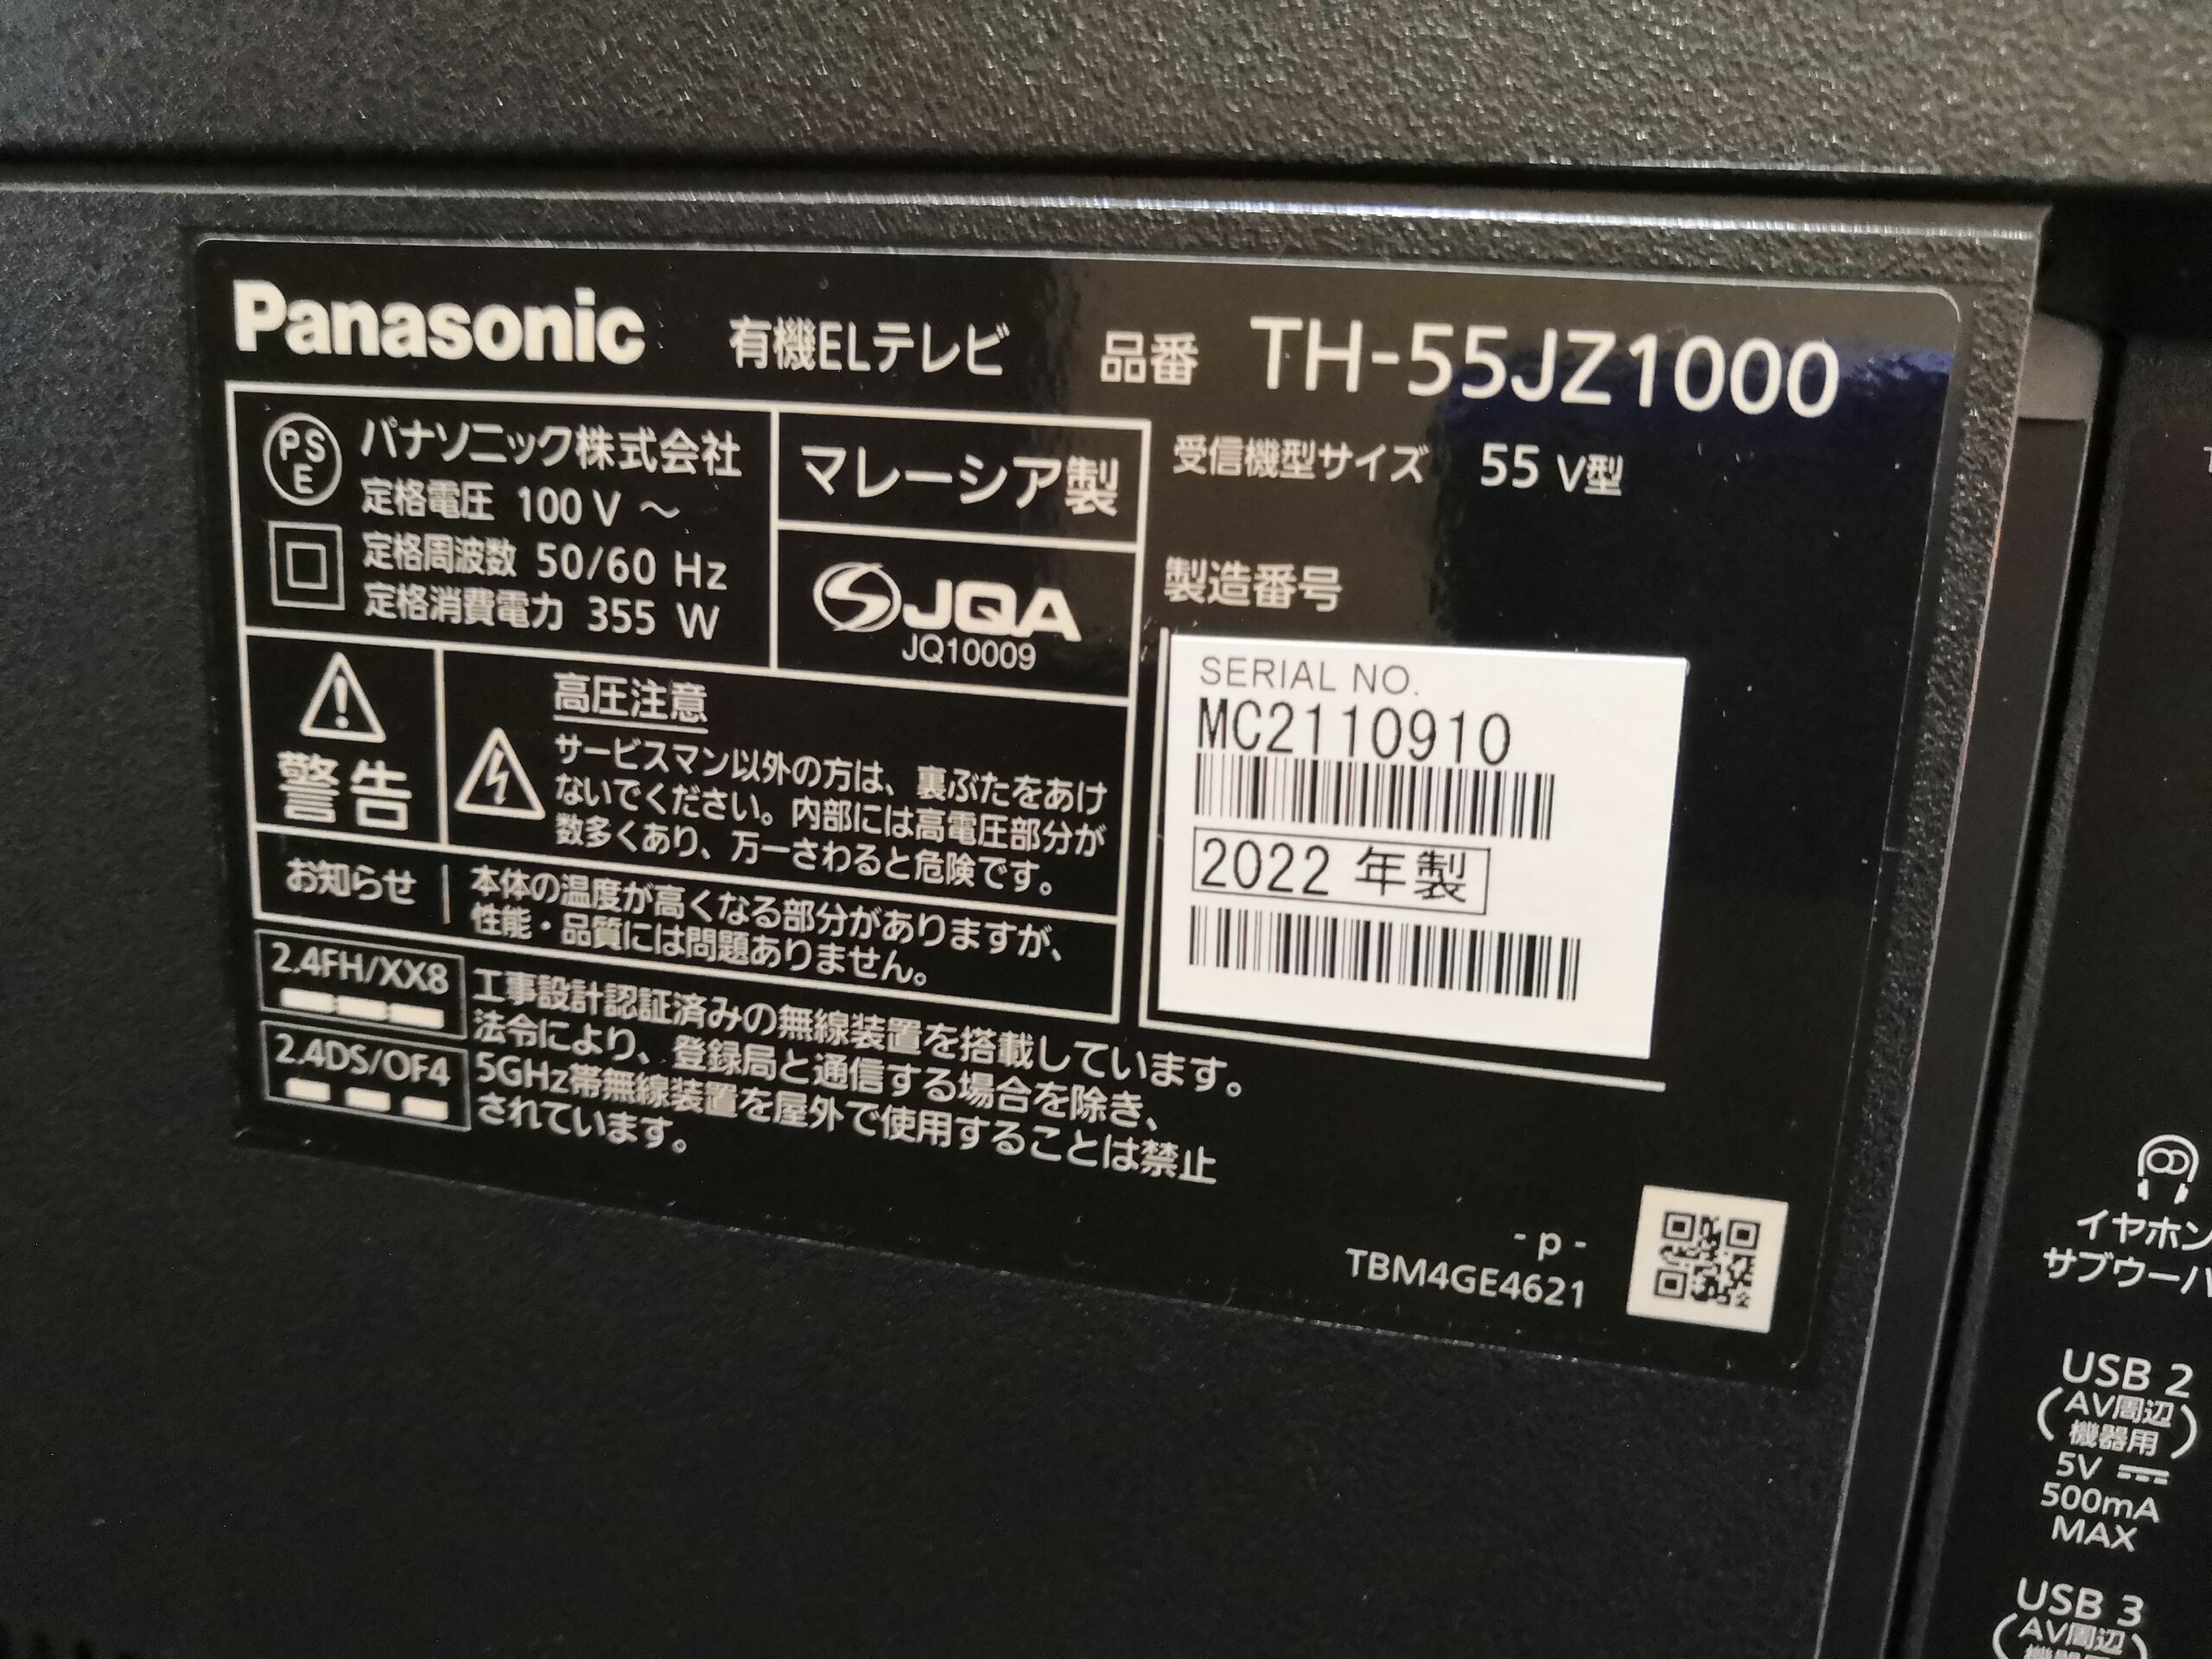 Panasonic 有機ELテレビ 品番 TH-55JZ1000
PSE パナソニック株式会社
定格電圧 100 V ～
定格周波数 50/60 Hz
定格消費電力 355 W
マレーシア製
JQA
JQ10009
受信機型サイズ 55 V型
製造番号
SERIAL NO.
MC2110910
2022 年製
警告
高圧注意
サービスマン以外の方は、裏ぶたをあけ
ないでください。内部には高電圧部分が
数多くあり、万一さわると危険です。
お知らせ
本体の温度が高くなる部分がありますが、
性能・品質には問題ありません。
2.4FH/XX8
2.4DS/OF4
工事設計認証済みの無線装置を搭載しています。
法令により、登録局と通信する場合を除き、
5GHz帯無線装置を屋外で使用することは禁止
されています。
- p -
TBM4GE4621
イヤホン
サブウーハ
USB 2
(AV周辺
機器用)
5V
500mA
MAX
USB 3
(AV周辺